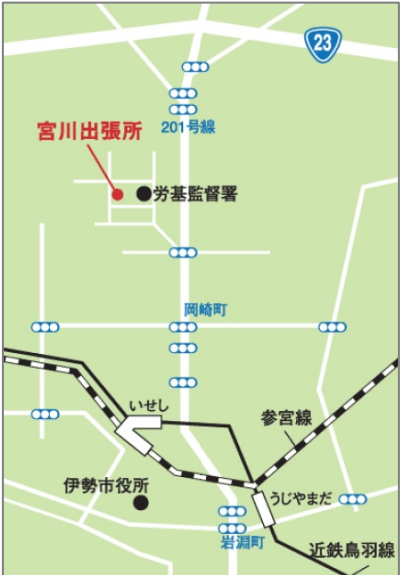 23
201号線
宮川出張所
労基監督署
岡崎町
いせし
参宮線
伊勢市役所
うじやまだ
岩淵町
近鉄鳥羽線